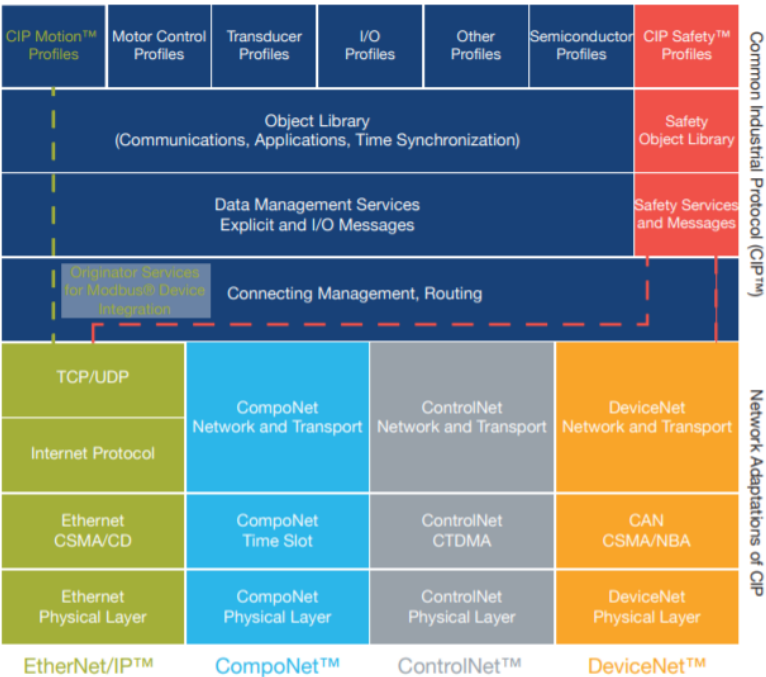 CIP Motion™
Profiles
Motor Control
Profiles
Transducer
Profiles
I/O
Profiles
Other
Profiles
Semiconductor
Profiles
CIP Safety™
Profiles
Object Library
(Communications, Applications, Time Synchronization)
Safety
Object Library
Data Management Services
Explicit and I/O Messages
Safety Services
and Messages
Originator Services
for Modbus® Device
Integration
Connecting Management, Routing
Common Industrial Protocol (CIP™)
TCP/UDP
Internet Protocol
CompoNet
Network and Transport
ControlNet
Network and Transport
DeviceNet
Network and Transport
Ethernet
CSMA/CD
CompoNet
Time Slot
ControlNet
CTDMA
CAN
CSMA/NBA
Ethernet
Physical Layer
CompoNet
Physical Layer
ControlNet
Physical Layer
DeviceNet
Physical Layer
Network Adaptations of CIP
EtherNet/IP™
CompoNet™
ControlNet™
DeviceNet™